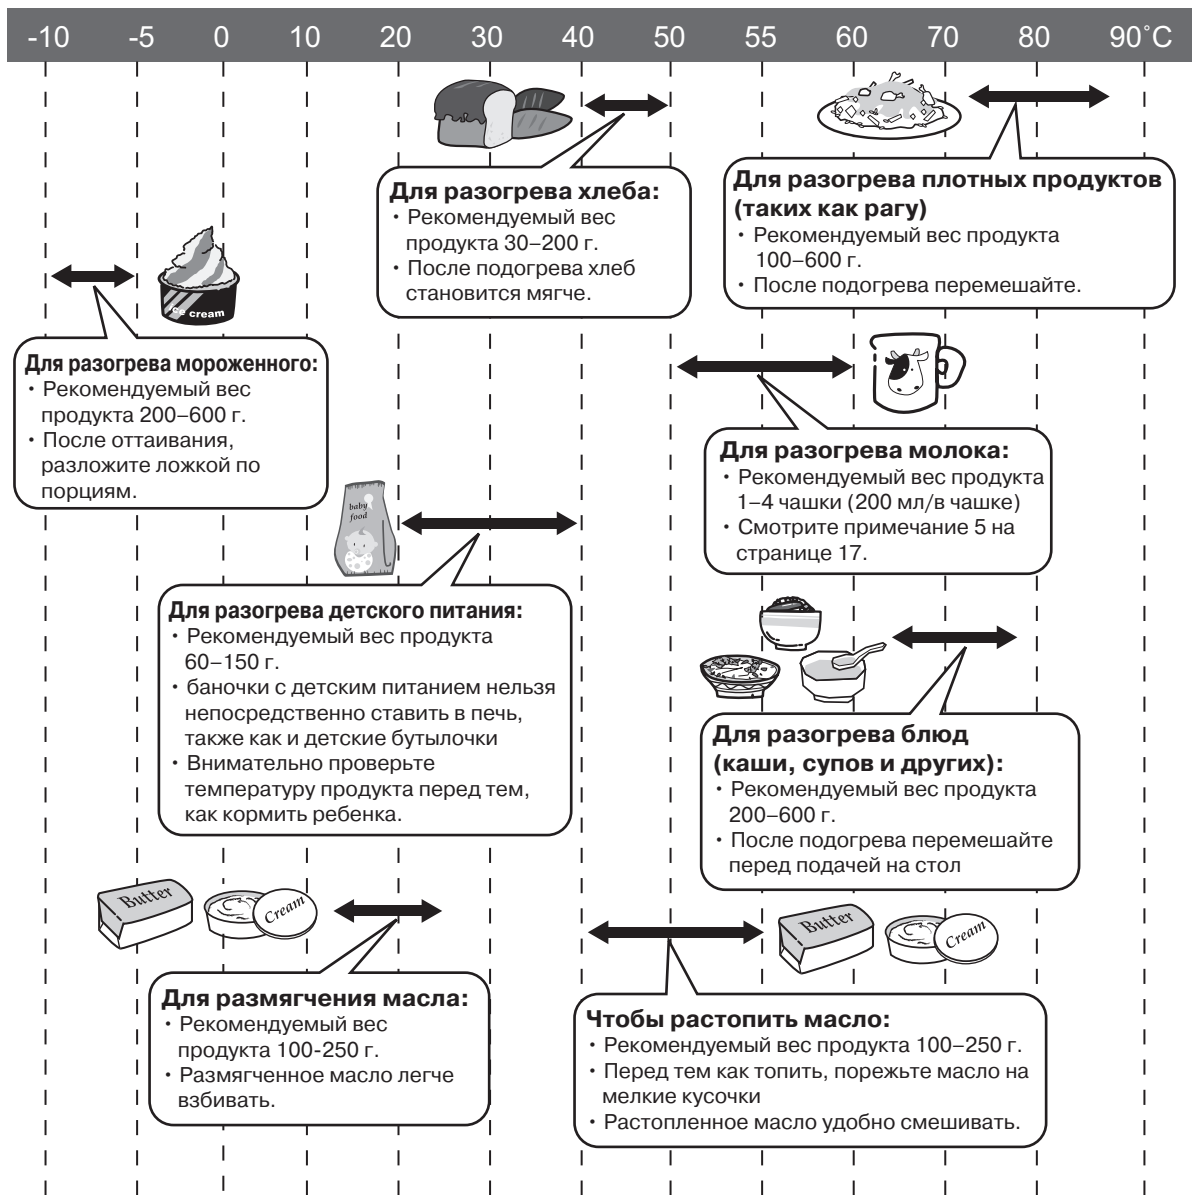 -10 -5 0 10 20 30 40 50 55 60 70 80 90˚C
Для разогрева хлеба:
• Рекомендуемый вес
продукта 30–200 г.
• После подогрева хлеб
становится мягче.
Для разогрева плотных продуктов
(таких как рагу)
• Рекомендуемый вес продукта
100–600 г.
• После подогрева перемешайте.
ice cream
Для разогрева мороженного:
• Рекомендуемый вес
продукта 200–600 г.
• После оттаивания,
разложите ложкой по
порциям.
Для разогрева молока:
• Рекомендуемый вес продукта
1–4 чашки (200 мл/в чашке)
• Смотрите примечание 5 на
странице 17.
baby
food
Для разогрева детского питания:
• Рекомендуемый вес продукта
60–150 г.
• баночки с детским питанием нельзя
непосредственно ставить в печь,
также как и детские бутылочки
• Внимательно проверьте
температуру продукта перед тем,
как кормить ребенка.
Для разогрева блюд
(каши, супов и других):
• Рекомендуемый вес продукта
200–600 г.
• После подогрева перемешайте
перед подачей на стол
Butter
Cream
Для размягчения масла:
• Рекомендуемый вес
продукта 100-250 г.
• Размягченное масло легче
взбивать.
Butter
Cream
Чтобы растопить масло:
• Рекомендуемый вес продукта 100–250 г.
• Перед тем как топить, порежьте масло на
мелкие кусочки
• Растопленное масло удобно смешивать.